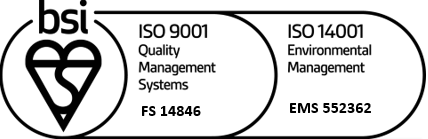 bsi
ISO 9001
Quality
Management
Systems
FS 14846
ISO 14001
Environmental
Management
EMS 552362